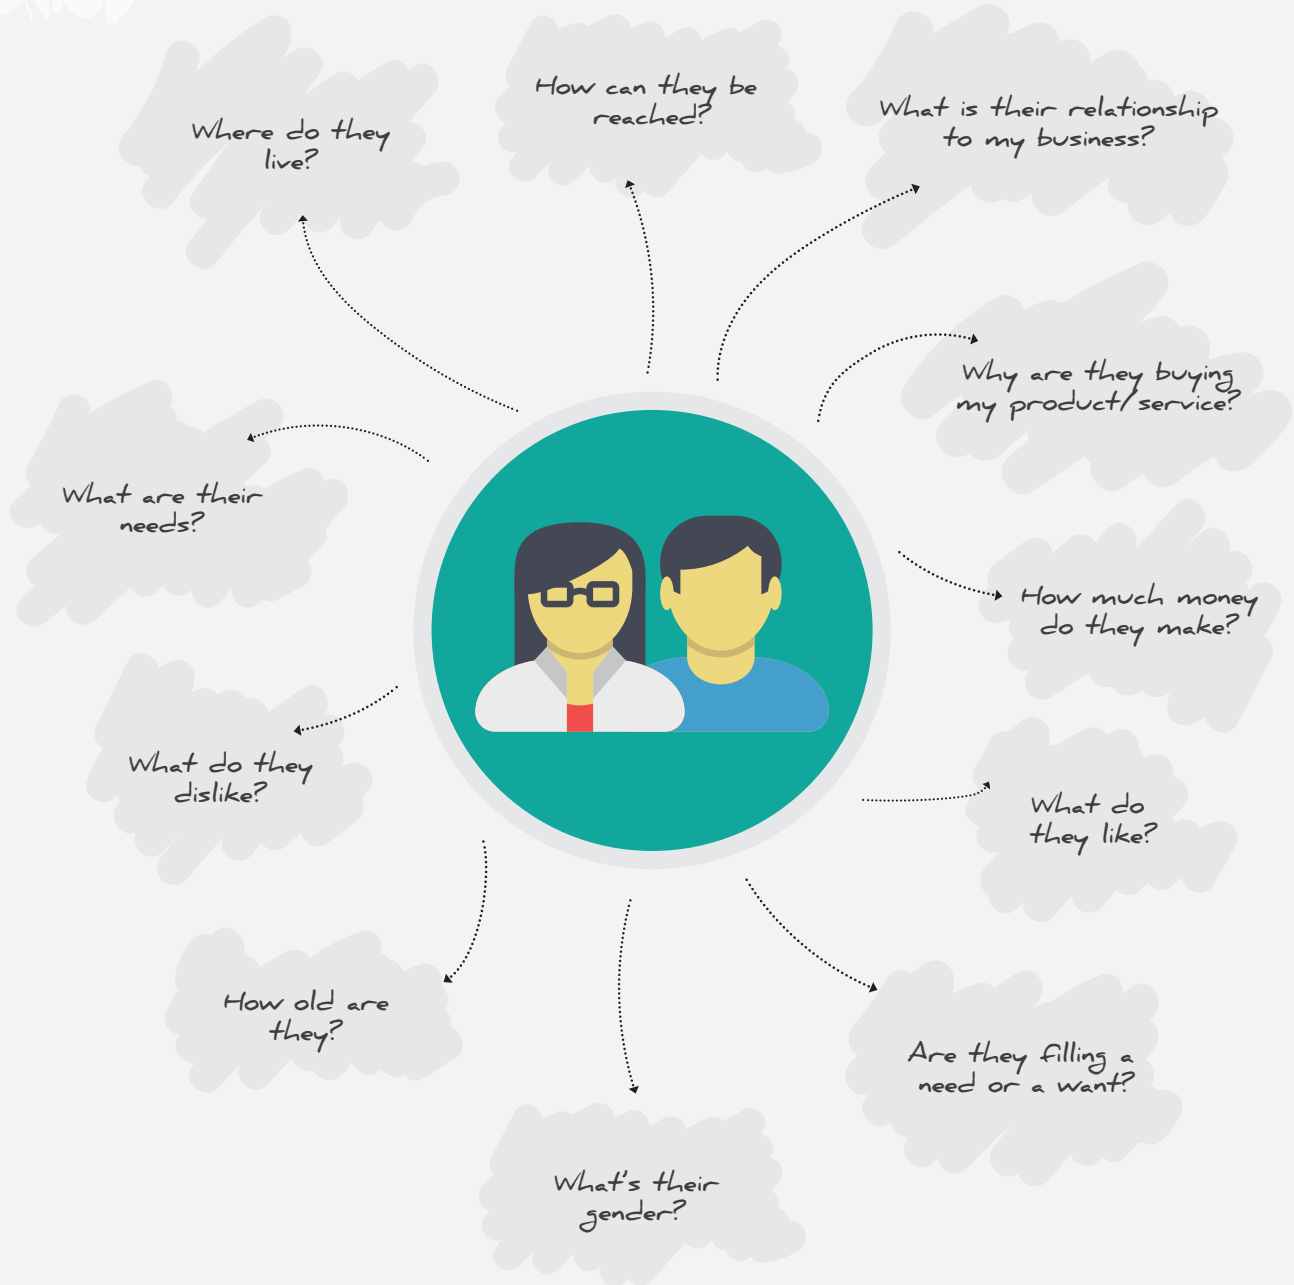 Where do they
live?
How can they be
reached?
What is their relationship
to my business?
Why are they buying
my product/service?
What are their
needs?
How much money
do they make?
What do they
dislike?
What do
they like?
How old are
they?
Are they filling a
need or a want?
What's their
gender?